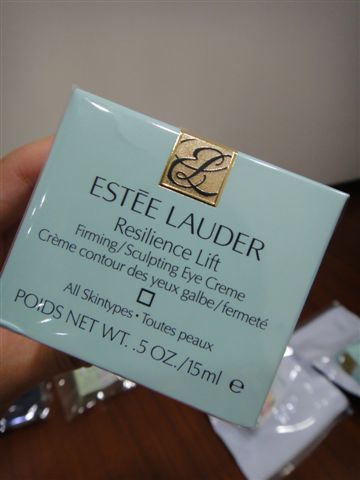 EL
ESTĒE LAUDER
Resilience Lift
Firming/Sculpting Eye Creme
Crème contour des yeux galbe/fermeté
All Skintypes • Toutes peaux
POIDS NET WT. .5 OZ./15ml e